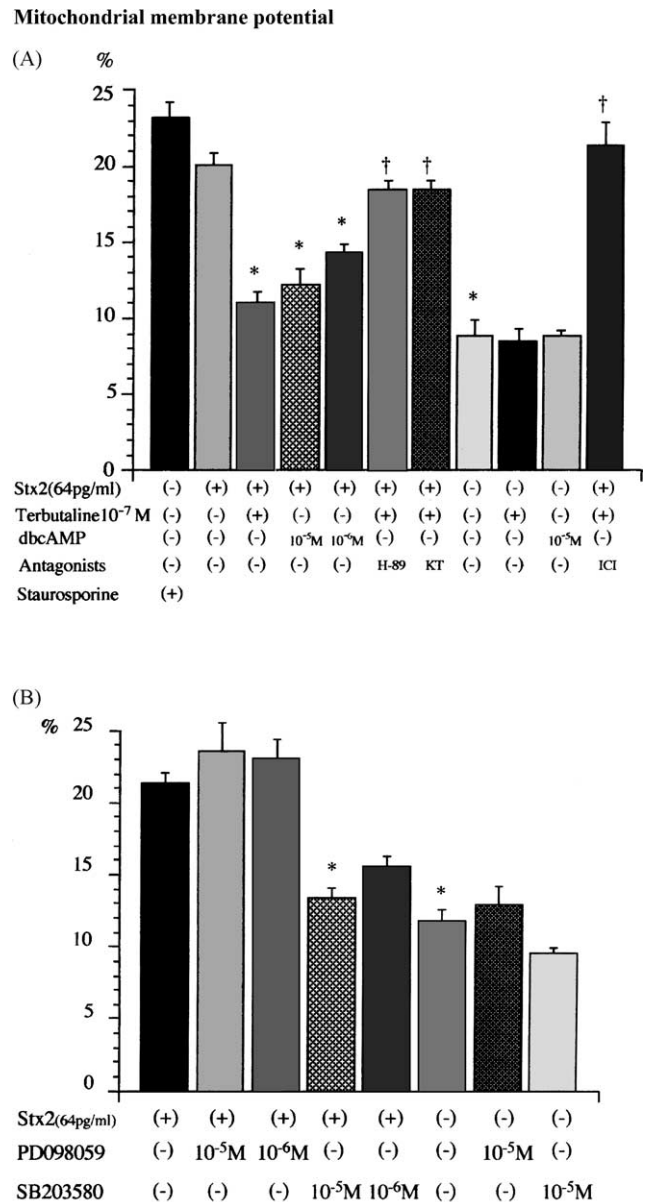 Mitochondrial membrane potential
(A)
%
25
* * * † † * †
20
15
10
5
0
Stx2(64pg/ml) (-) (+) (+) (+) (+) (+) (+) (-) (-) (-) (+)
Terbutaline10⁻⁷ M (-) (-) (+) (-) (-) (+) (+) (-) (+) (-) (+)
dbcAMP (-) (-) (-) 10⁻⁵M 10⁻⁶M (-) (-) (-) (-) 10⁻⁵M (-)
Antagonists (-) (-) (-) (-) (-) H-89 KT (-) (-) (-) ICI
Staurosporine (+)
(B)
%
25
* *
20
15
10
5
0
Stx2(64pg/ml) (+) (+) (+) (+) (+) (-) (-) (-)
PD098059 (-) 10⁻⁵M 10⁻⁶M (-) (-) (-) 10⁻⁵M (-)
SB203580 (-) (-) (-) 10⁻⁵M 10⁻⁶M (-) (-) 10⁻⁵M